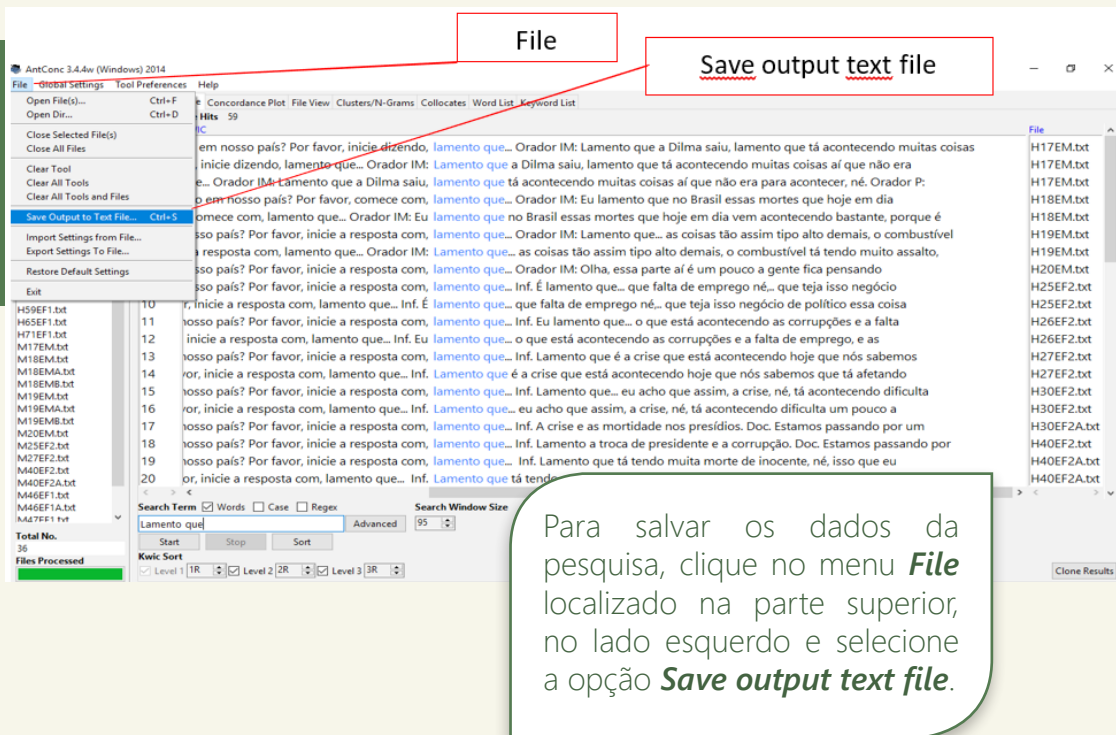 File
Save output text file
AntConc 3.4.4w (Windows) 2014
File Global Settings Tool Preferences Help
Concordance Plot File View Clusters/N-Grams Collocates Word List Keyword List
Hits 59
File
Open File(s)... Ctrl+F
Open Dir... Ctrl+D
Close Selected File(s)
Close All Files
Clear Tool
Clear All Tools
Clear All Tools and Files
Save Output to Text File... Ctrl+S
Import Settings from File...
Export Settings To File...
Restore Default Settings
Exit
em nosso país? Por favor, inicie dizendo, lamento que... Orador IM: Lamento que a Dilma saiu, lamento que tá acontecendo muitas coisas H17EM.txt
inicie dizendo, lamento que... Orador IM: Lamento que a Dilma saiu, lamento que tá acontecendo muitas coisas aí que não era H17EM.txt
e... Orador IM: Lamento que a Dilma saiu, lamento que tá acontecendo muitas coisas aí que não era para acontecer, né. Orador P: H17EM.txt
o em nosso país? Por favor, comece com, lamento que... Orador IM: Eu lamento que no Brasil essas mortes que hoje em dia H18EM.txt
omece com, lamento que... Orador IM: Eu lamento que no Brasil essas mortes que hoje em dia vem acontecendo bastante, porque é H18EM.txt
sso país? Por favor, inicie a resposta com, lamento que... Orador IM: Lamento que... as coisas tão assim tipo alto demais, o combustível H19EM.txt
a resposta com, lamento que... Orador IM: Lamento que... as coisas tão assim tipo alto demais, o combustível tá tendo muito assalto, H19EM.txt
sso país? Por favor, inicie a resposta com, lamento que... Orador IM: Olha, essa parte aí é um pouco a gente fica pensando H20EM.txt
sso país? Por favor, inicie a resposta com, lamento que... Inf. É lamento que... que falta de emprego né,.. que teja isso negócio H25EF2.txt
10 r, inicie a resposta com, lamento que... Inf. É lamento que... que falta de emprego né,.. que teja isso negócio de político essa coisa H25EF2.txt
11 nosso país? Por favor, inicie a resposta com, lamento que... Inf. Eu lamento que... o que está acontecendo as corrupções e a falta H26EF2.txt
12 inicie a resposta com, lamento que... Inf. Eu lamento que... o que está acontecendo as corrupções e a falta de emprego, e as H26EF2.txt
13 nosso país? Por favor, inicie a resposta com, lamento que... Inf. Lamento que é a crise que está acontecendo hoje que nós sabemos H27EF2.txt
14 vor, inicie a resposta com, lamento que... Inf. Lamento que é a crise que está acontecendo hoje que nós sabemos que tá afetando H27EF2.txt
15 nosso país? Por favor, inicie a resposta com, lamento que... Inf. Lamento que... eu acho que assim, a crise, né, tá acontecendo dificulta H30EF2.txt
16 vor, inicie a resposta com, lamento que... Inf. Lamento que... eu acho que assim, a crise, né, tá acontecendo dificulta um pouco a H30EF2.txt
17 nosso país? Por favor, inicie a resposta com, lamento que... Inf. A crise e as mortidade nos presídios. Doc. Estamos passando por um H30EF2A.txt
18 nosso país? Por favor, inicie a resposta com, lamento que... Inf. Lamento a troca de presidente e a corrupção. Doc. Estamos passando por H40EF2.txt
19 nosso país? Por favor, inicie a resposta com, lamento que... Inf. Lamento que tá tendo muita morte de inocente, né, isso que eu H40EF2A.txt
20 or, inicie a resposta com, lamento que... Inf. Lamento que tá tendo H40EF2A.txt
H59EF1.txt
H65EF1.txt
H71EF1.txt
M17EM.txt
M18EM.txt
M18EMA.txt
M18EMB.txt
M19EM.txt
M19EMA.txt
M19EMB.txt
M20EM.txt
M25EF2.txt
M27EF2.txt
M40EF2.txt
M40EF2A.txt
M46EF1.txt
M46EF1A.txt
M47EF1.txt
Total No.
36
Files Processed
Search Term Words Case Regex Search Window Size
Lamento que Advanced 95
Start Stop Sort
Kwic Sort
Level 1 1R Level 2 2R Level 3 3R
Clone Results
Para salvar os dados da
pesquisa, clique no menu File
localizado na parte superior,
no lado esquerdo e selecione
a opção Save output text file.